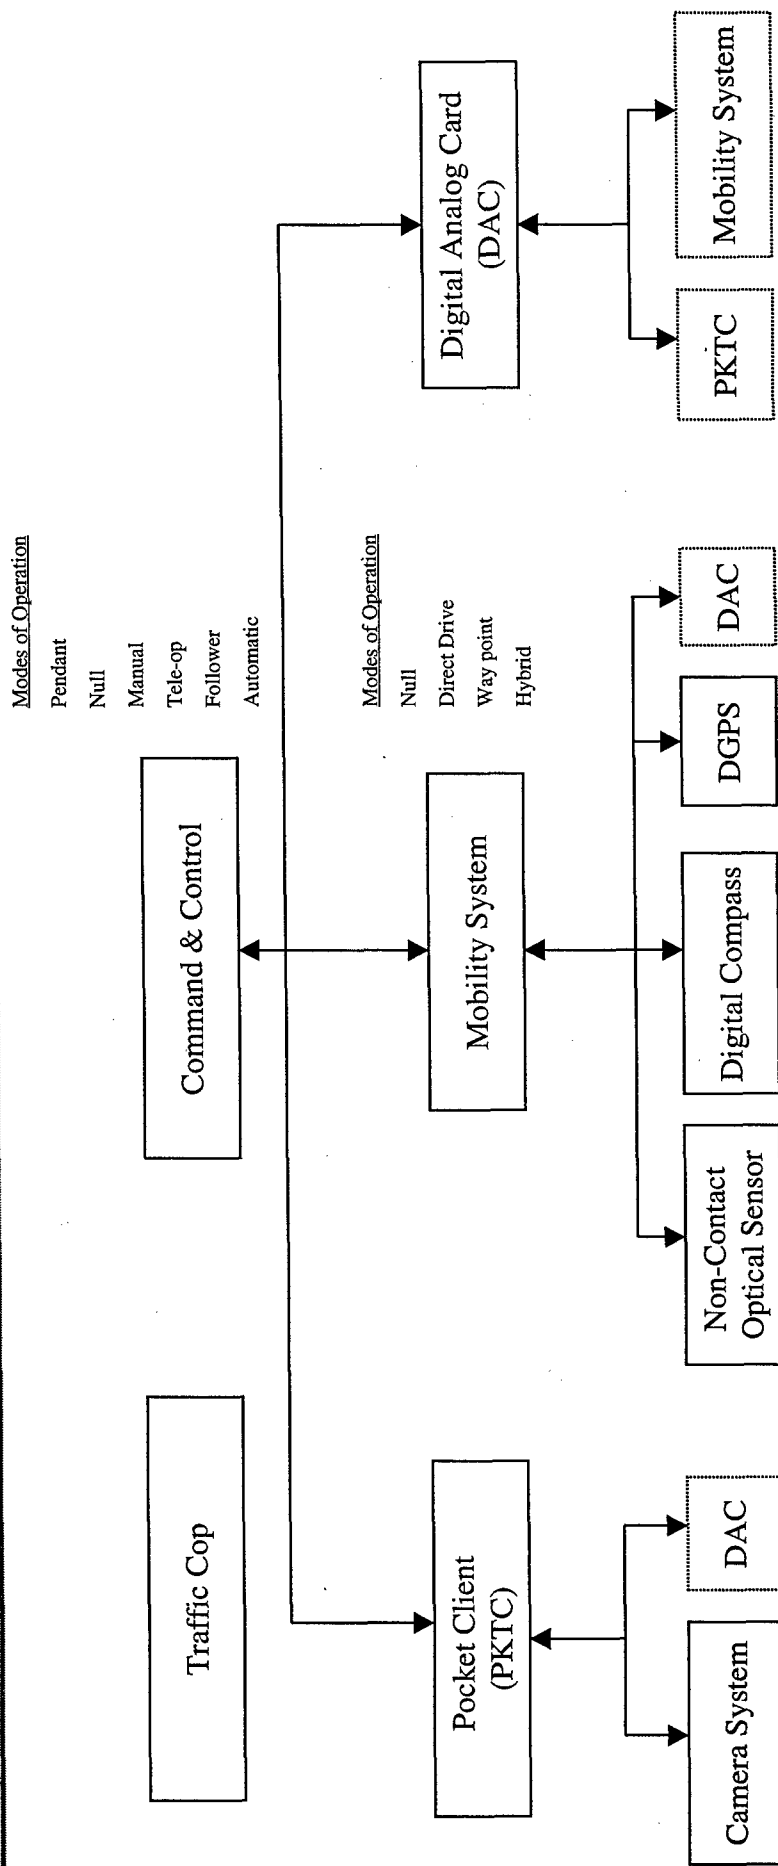 Modes of Operation
Pendant
Null
Manual
Tele-op
Follower
Automatic
Traffic Cop
Command & Control
Modes of Operation
Null
Direct Drive
Way point
Hybrid
Pocket Client
(PKTC)
Mobility System
Digital Analog Card
(DAC)
Camera System
DAC
Non-Contact
Optical Sensor
Digital Compass
DGPS
DAC
PKTC
Mobility System